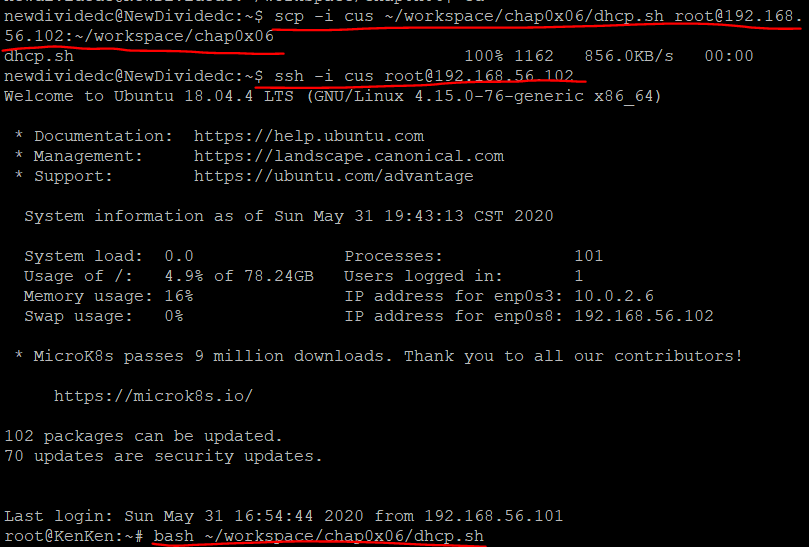 newdividedc@NewDividedc:~$ scp -i cus ~/workspace/chap0x06/dhcp.sh root@192.168.
56.102:~/workspace/chap0x06
dhcp.sh                                       100% 1162   856.0KB/s   00:00
newdividedc@NewDividedc:~$ ssh -i cus root@192.168.56.102
Welcome to Ubuntu 18.04.4 LTS (GNU/Linux 4.15.0-76-generic x86_64)
 * Documentation:  https://help.ubuntu.com
 * Management:     https://landscape.canonical.com
 * Support:        https://ubuntu.com/advantage
  System information as of Sun May 31 19:43:13 CST 2020
  System load:  0.0               Processes:             101
  Usage of /:   4.9% of 78.24GB   Users logged in:       1
  Memory usage: 16%               IP address for enp0s3: 10.0.2.6
  Swap usage:   0%                IP address for enp0s8: 192.168.56.102
 * MicroK8s passes 9 million downloads. Thank you to all our contributors!
     https://microk8s.io/
102 packages can be updated.
70 updates are security updates.
Last login: Sun May 31 16:54:44 2020 from 192.168.56.101
root@KenKen:~# bash ~/workspace/chap0x06/dhcp.sh